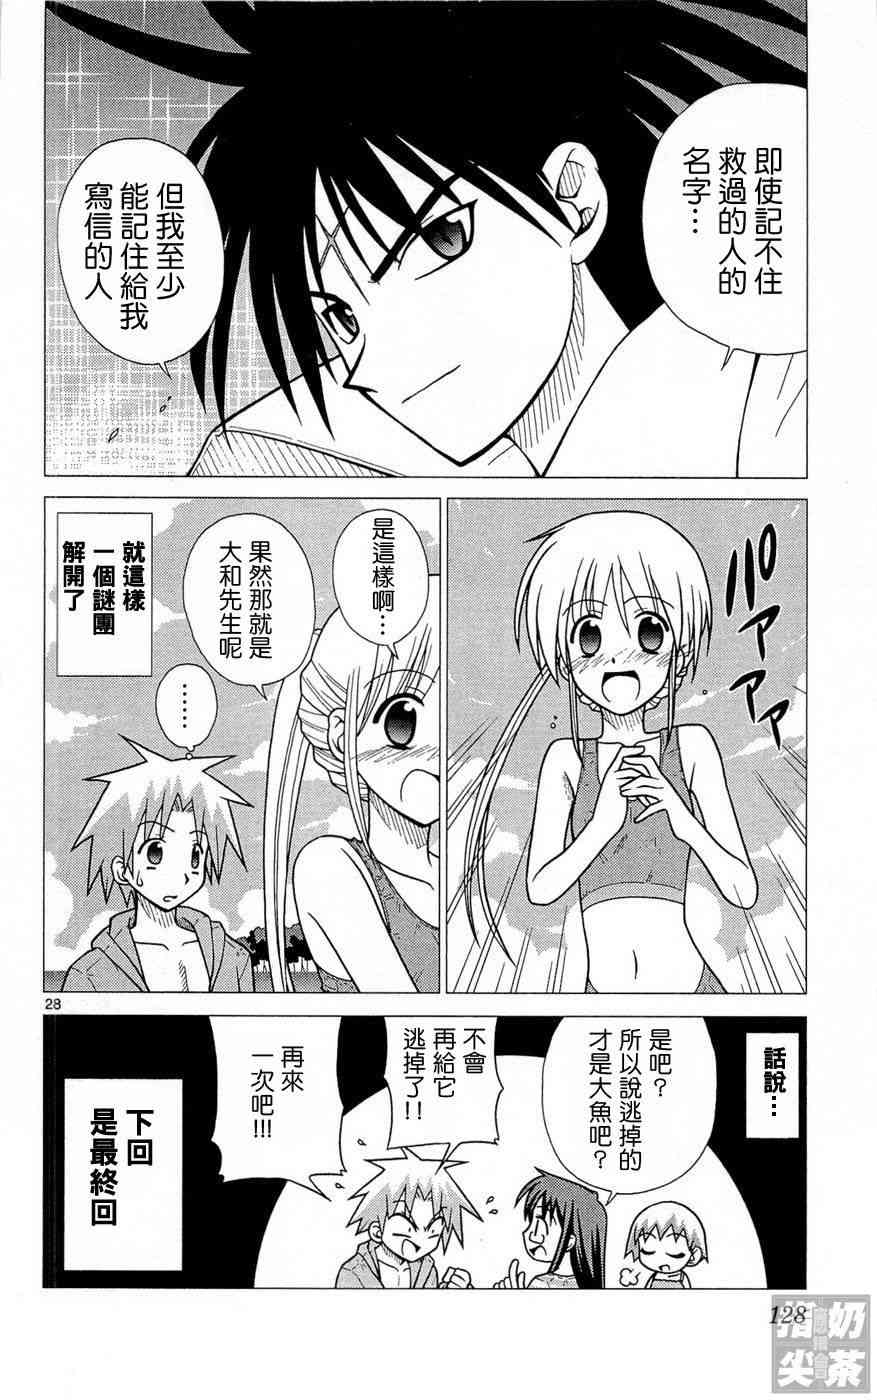 即使記不住
救過的人的
名字…
但我至少
能記住給我
寫信的人
パアアア
是這樣啊…
果然那就是
大和先生呢
就這樣
一個謎團
解開了
……
28
話說…
是吧？
所以說逃掉的
才是大魚吧？
不會
再給它
逃掉了!!
再來
一次吧!!!
下回
是最終回
128
指尖
奶茶